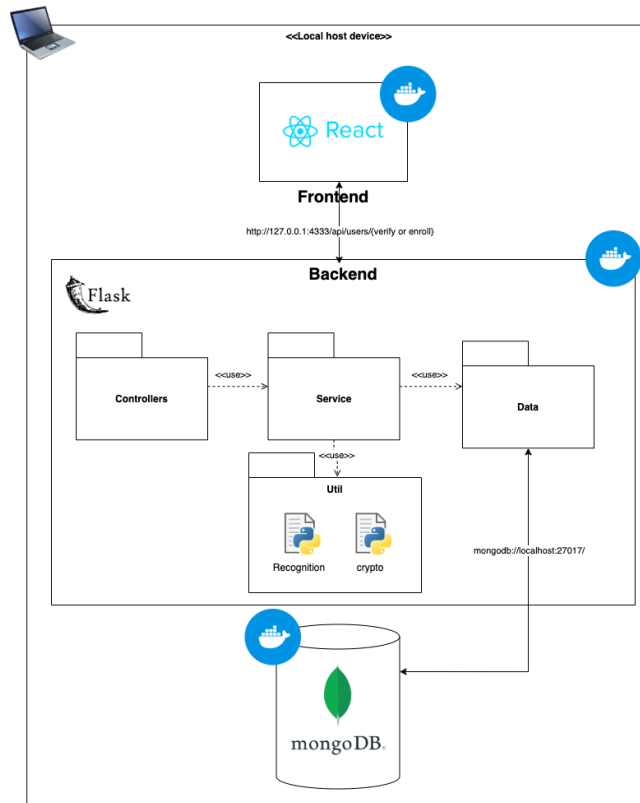 <<Local host device>>
React
Frontend
http://127.0.0.1:4333/api/users/{verify or enroll}
Backend
Flask
<<use>>
<<use>>
Controllers
Service
Data
<<use>>
Util
Recognition
crypto
mongodb://localhost:27017/
mongoDB.